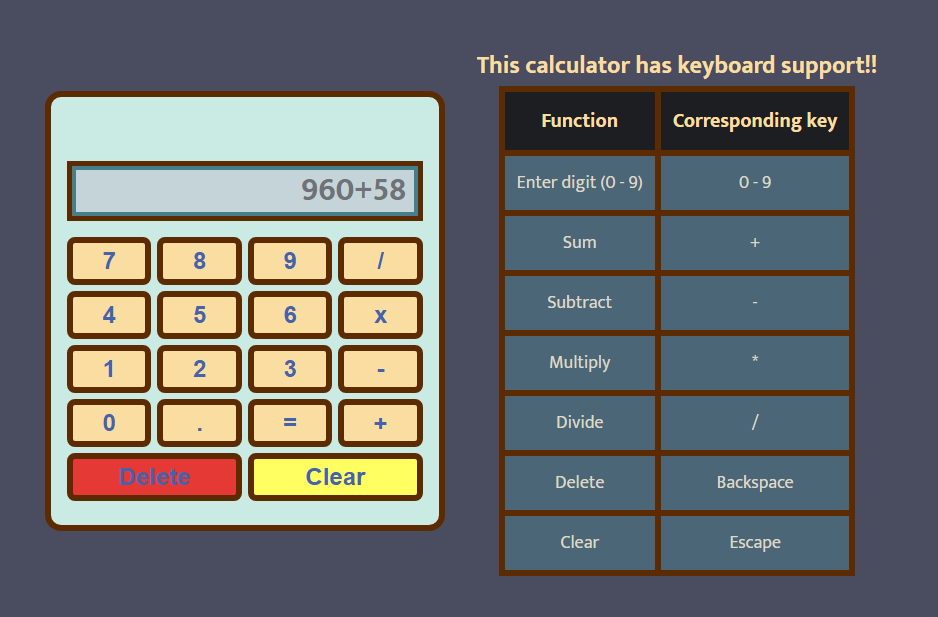 This calculator has keyboard support!!
960+58
7 8 9 /
4 5 6 x
1 2 3 -
0 . = +
Delete Clear
Function Corresponding key
Enter digit (0 - 9) 0 - 9
Sum +
Subtract -
Multiply *
Divide /
Delete Backspace
Clear Escape